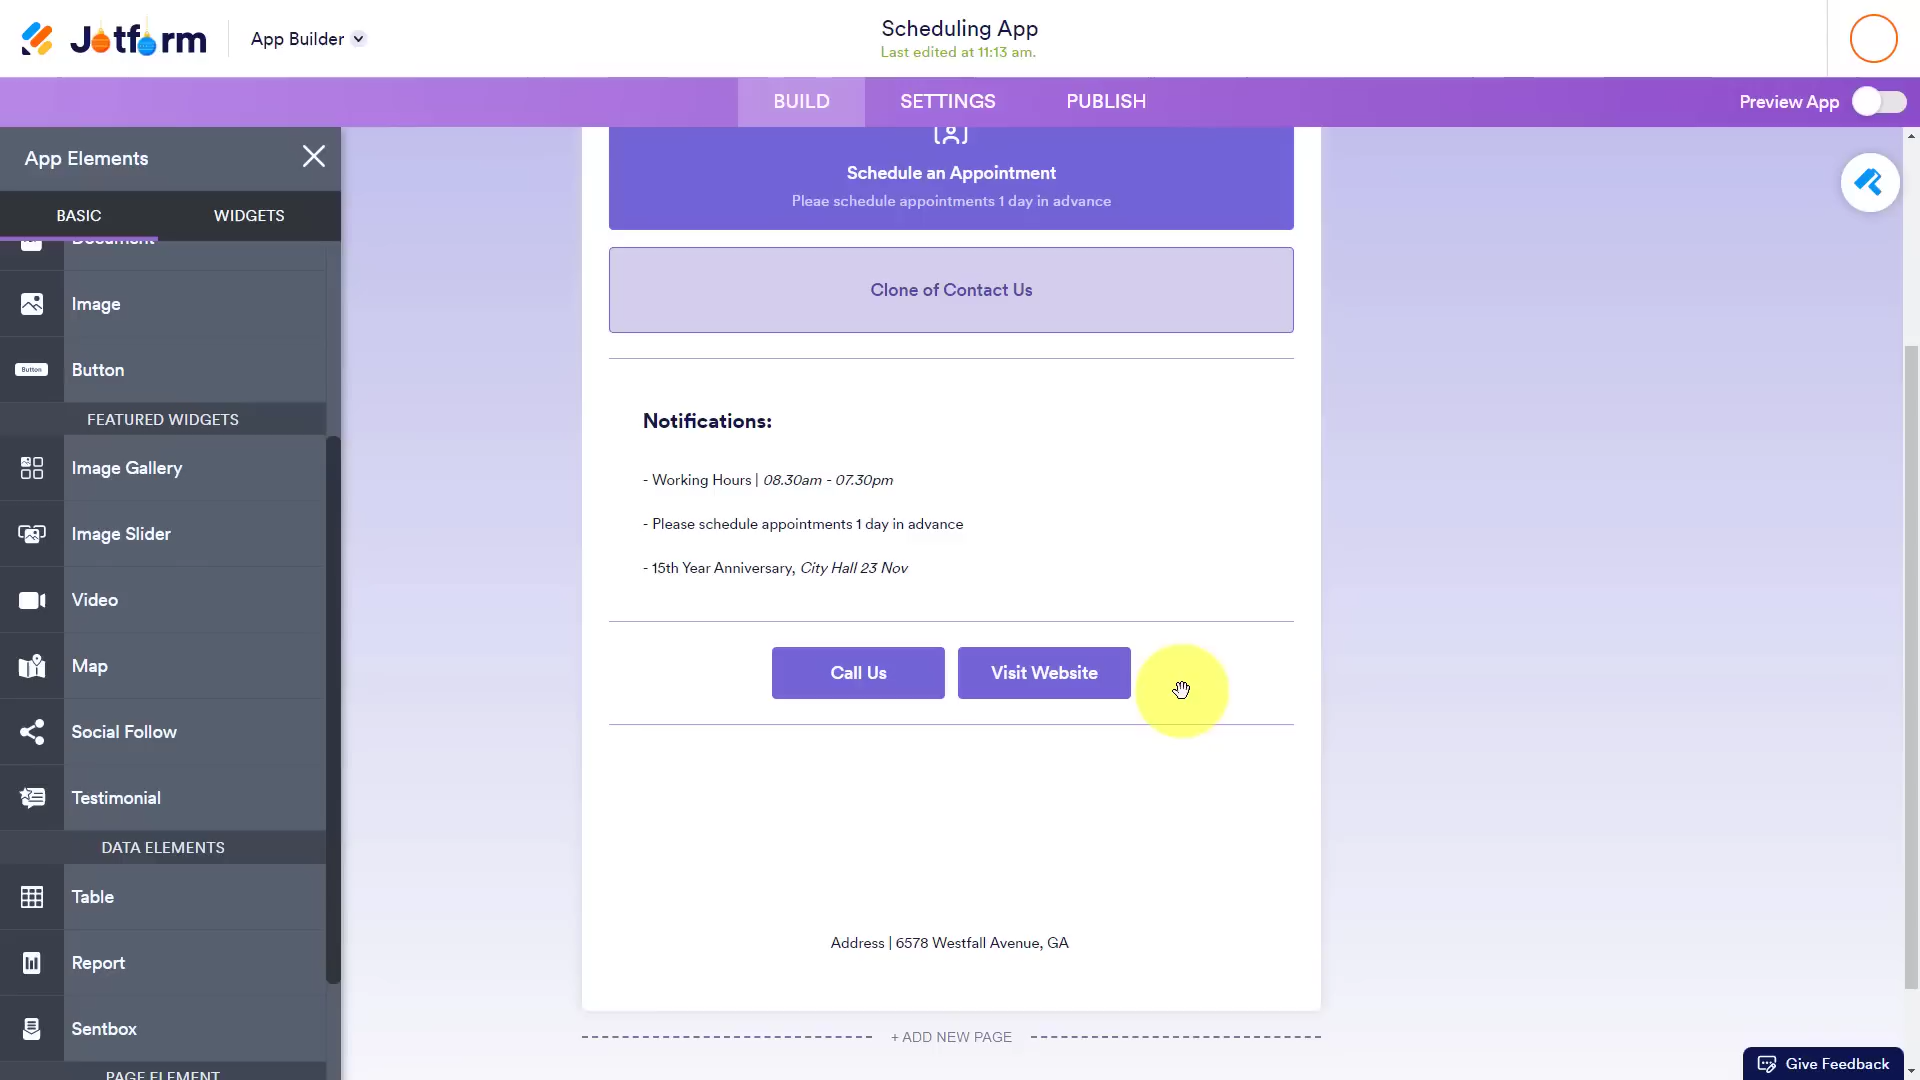 Jotform
App Builder
Scheduling App
Last edited at 11:13 am.
BUILD
SETTINGS
PUBLISH
Preview App
App Elements
BASIC
WIDGETS
Document
Image
Button
Button
FEATURED WIDGETS
Image Gallery
Image Slider
Video
Map
Social Follow
Testimonial
DATA ELEMENTS
Table
Report
Sentbox
PAGE ELEMENT
Schedule an Appointment
Pleae schedule appointments 1 day in advance
Clone of Contact Us
Notifications:
- Working Hours | 08.30am - 07.30pm
- Please schedule appointments 1 day in advance
- 15th Year Anniversary, City Hall 23 Nov
Call Us
Visit Website
Address | 6578 Westfall Avenue, GA
+ ADD NEW PAGE
Give Feedback